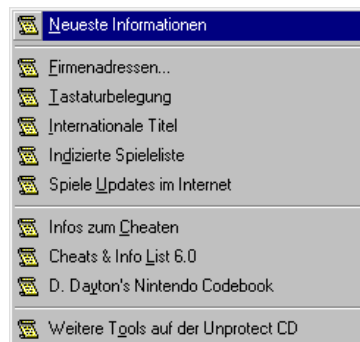 Neueste Informationen
Firmenadressen...
Tastaturbelegung
Internationale Titel
Indizierte Spieleliste
Spiele Updates im Internet
Infos zum Cheaten
Cheats & Info List 6.0
D. Dayton's Nintendo Codebook
Weitere Tools auf der Unprotect CD